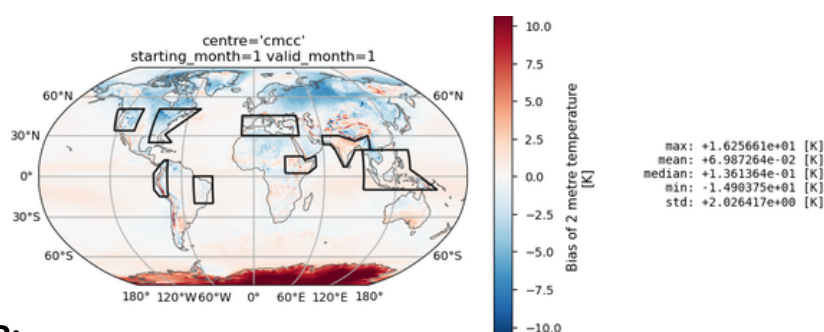 centre='cmcc'
starting_month=1 valid_month=1
60°N
60°N
30°N
30°N
0°
0°
30°S
30°S
60°S
60°S
180° 120°W 60°W 0° 60°E 120°E 180°
10.0
7.5
5.0
2.5
0.0
−2.5
−5.0
−7.5
−10.0
Bias of 2 metre temperature
[K]
max: +1.625661e+01 [K]
mean: +6.987264e-02 [K]
median: +1.361364e-01 [K]
min: -1.490375e+01 [K]
std: +2.026417e+00 [K]